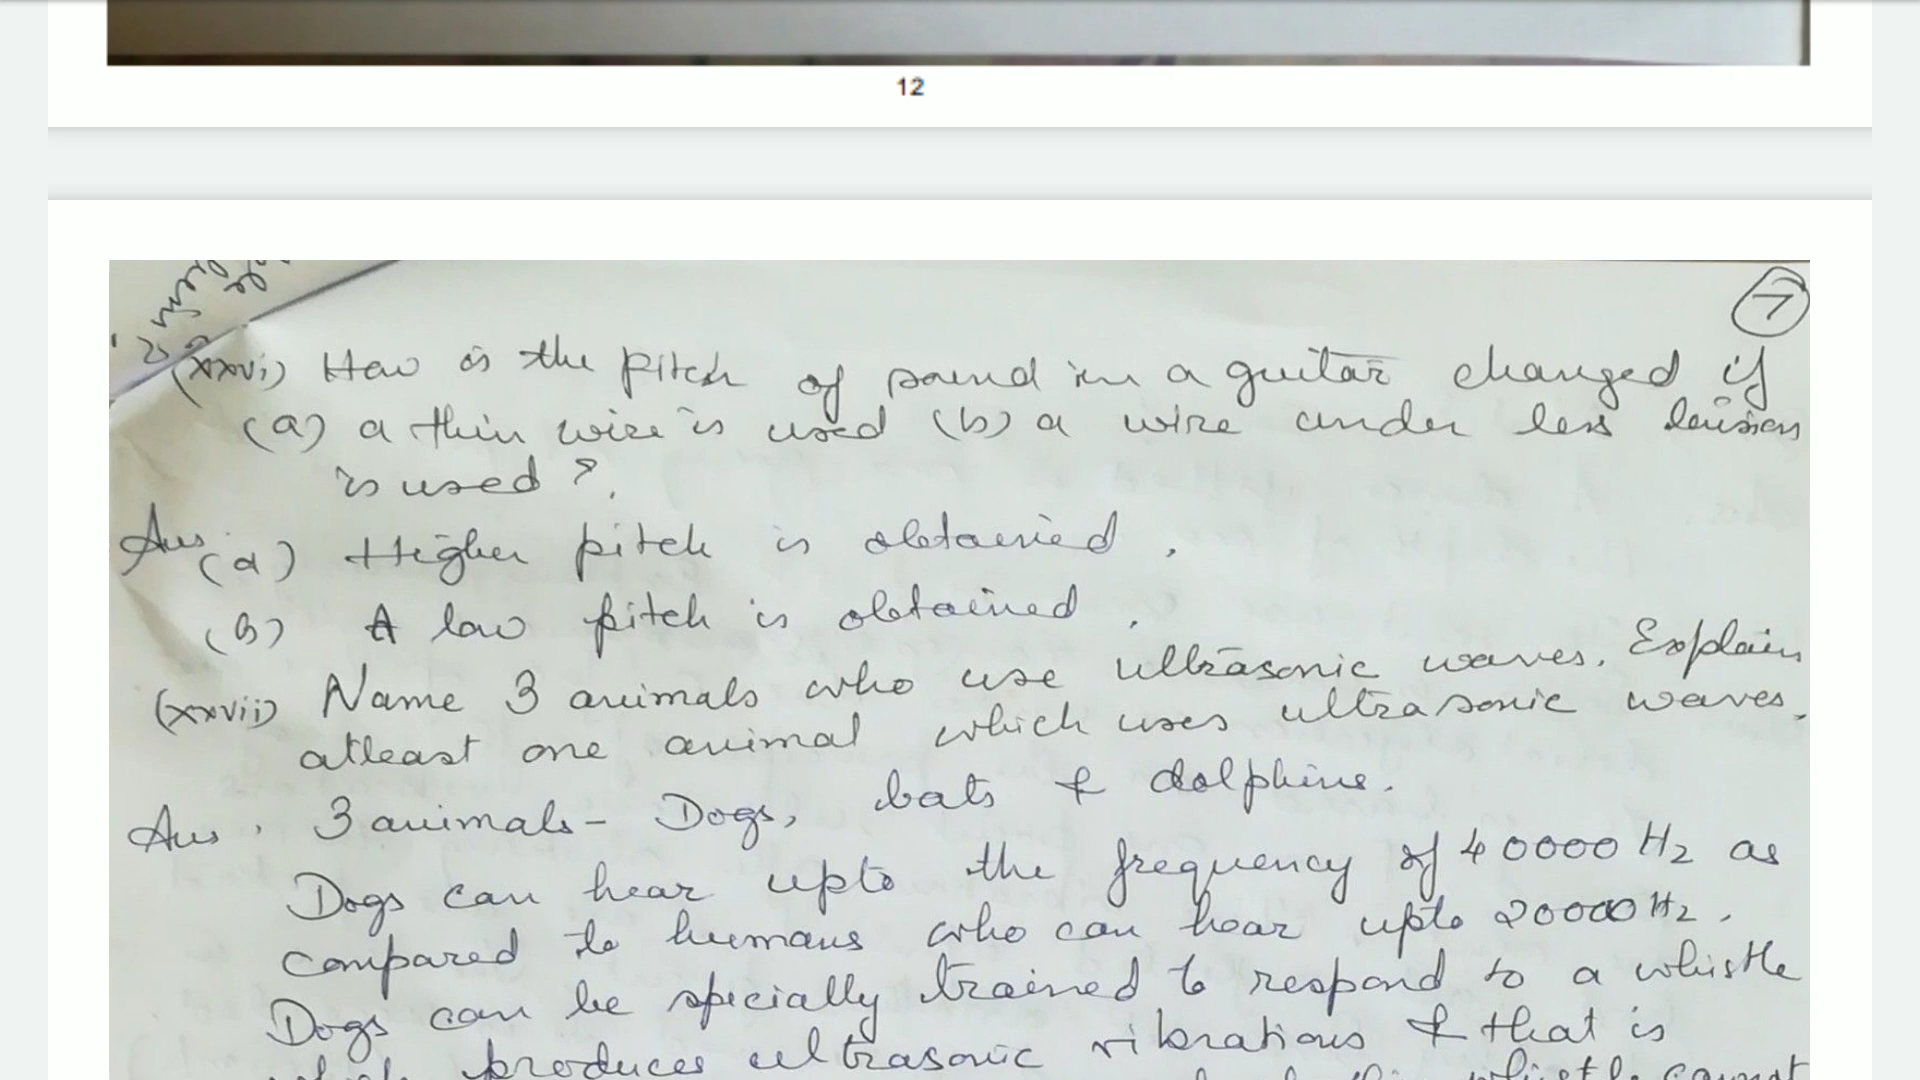 12
7
(xxvi) How is the pitch of sound in a guitar changed if
(a) a thin wire is used (b) a wire under less tension
is used?
Ans (a) Higher pitch is obtained.
(b) A low pitch is obtained.
(xxvii) Name 3 animals who use ultrasonic waves. Explain
atleast one animal which uses ultrasonic waves.
Ans. 3 animals - Dogs, bats & dolphins.
Dogs can hear upto the frequency of 40000 Hz as
compared to humans who can hear upto 20000 Hz.
Dogs can be specially trained to respond to a whistle
which produces ultrasonic vibrations & that is
whistle cannot